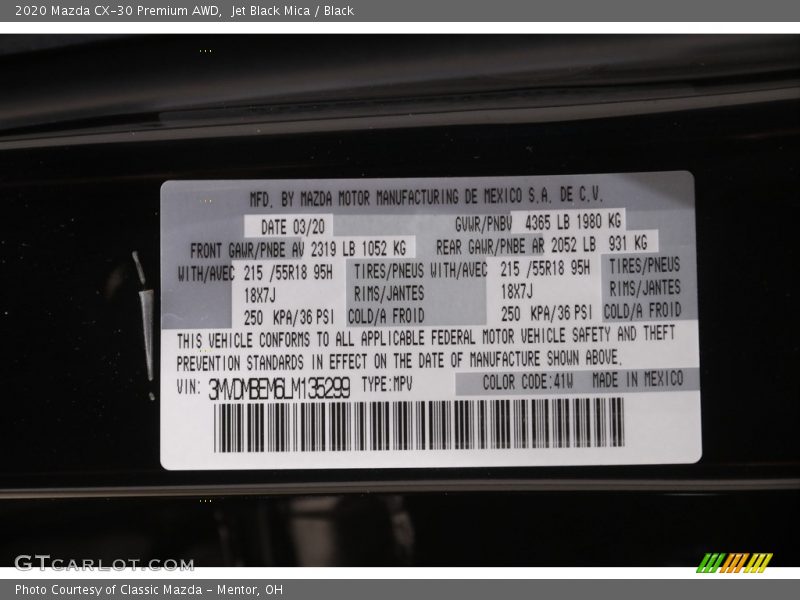 2020 Mazda CX-30 Premium AWD,  Jet Black Mica / Black
MFD. BY MAZDA MOTOR MANUFACTURING DE MEXICO S.A. DE C.V.
DATE 03/20 GVWR/PNBV 4365 LB 1980 KG
FRONT GAWR/PNBE AV 2319 LB 1052 KG REAR GAWR/PNBE AR 2052 LB 931 KG
WITH/AVEC 215 /55R18 95H TIRES/PNEUS WITH/AVEC 215 /55R18 95H TIRES/PNEUS
18X7J RIMS/JANTES 18X7J RIMS/JANTES
250 KPA/36 PSI COLD/A FROID 250 KPA/36 PSI COLD/A FROID
THIS VEHICLE CONFORMS TO ALL APPLICABLE FEDERAL MOTOR VEHICLE SAFETY AND THEFT
PREVENTION STANDARDS IN EFFECT ON THE DATE OF MANUFACTURE SHOWN ABOVE.
VIN: 3MVDMBEM6LM135299 TYPE:MPV COLOR CODE:41W MADE IN MEXICO
GTCARLOT.COM
Photo Courtesy of Classic Mazda - Mentor, OH